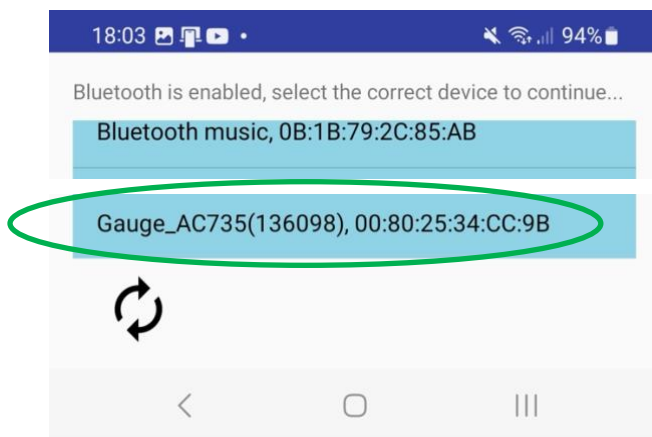 18:03
94%
Bluetooth is enabled, select the correct device to continue...
Bluetooth music, 0B:1B:79:2C:85:AB
Gauge_AC735(136098), 00:80:25:34:CC:9B